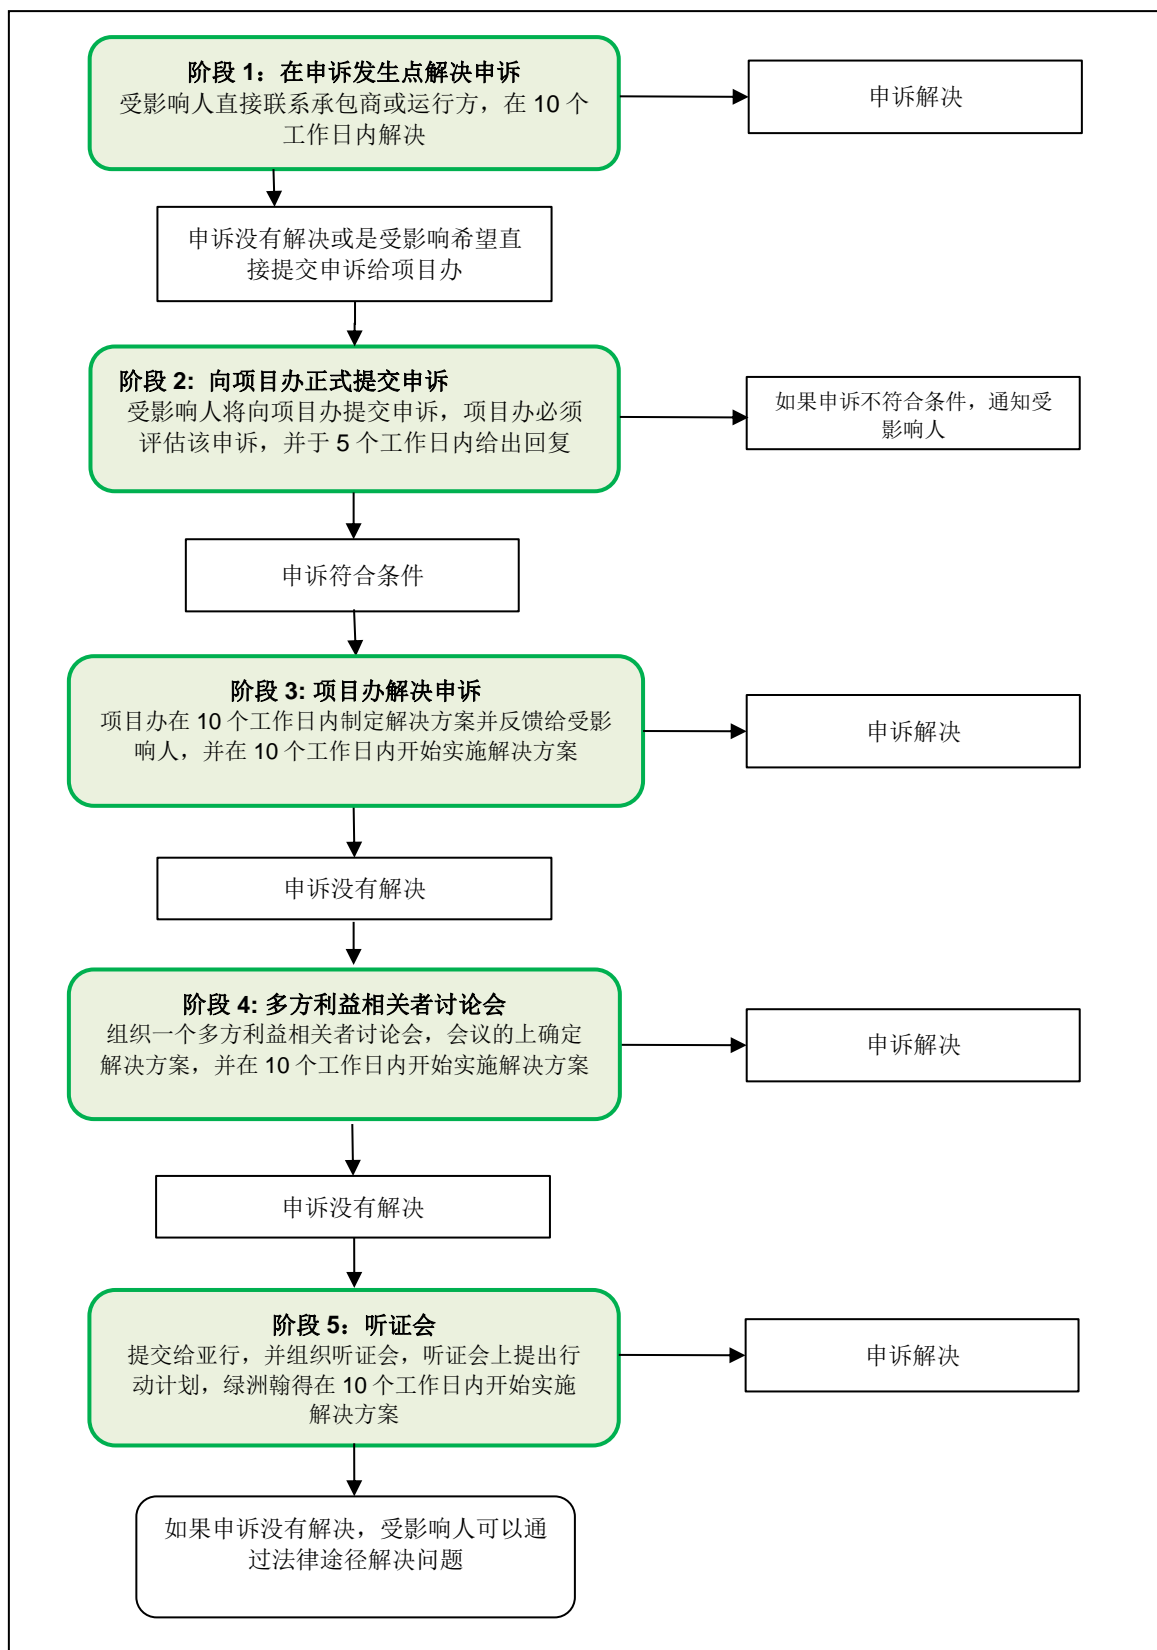 阶段 1：在申诉发生点解决申诉
受影响人直接联系承包商或运行方，在 10 个
工作日内解决
申诉解决
申诉没有解决或是受影响希望直
接提交申诉给项目办
阶段 2: 向项目办正式提交申诉
受影响人将向项目办提交申诉，项目办必须
评估该申诉，并于 5 个工作日内给出回复
如果申诉不符合条件，通知受
影响人
申诉符合条件
阶段 3: 项目办解决申诉
项目办在 10 个工作日内制定解决方案并反馈给受影
响人，并在 10 个工作日内开始实施解决方案
申诉解决
申诉没有解决
阶段 4: 多方利益相关者讨论会
组织一个多方利益相关者讨论会，会议的上确定
解决方案，并在 10 个工作日内开始实施解决方案
申诉解决
申诉没有解决
阶段 5：听证会
提交给亚行，并组织听证会，听证会上提出行
动计划，绿洲翰得在 10 个工作日内开始实施
解决方案
申诉解决
如果申诉没有解决，受影响人可以通
过法律途径解决问题